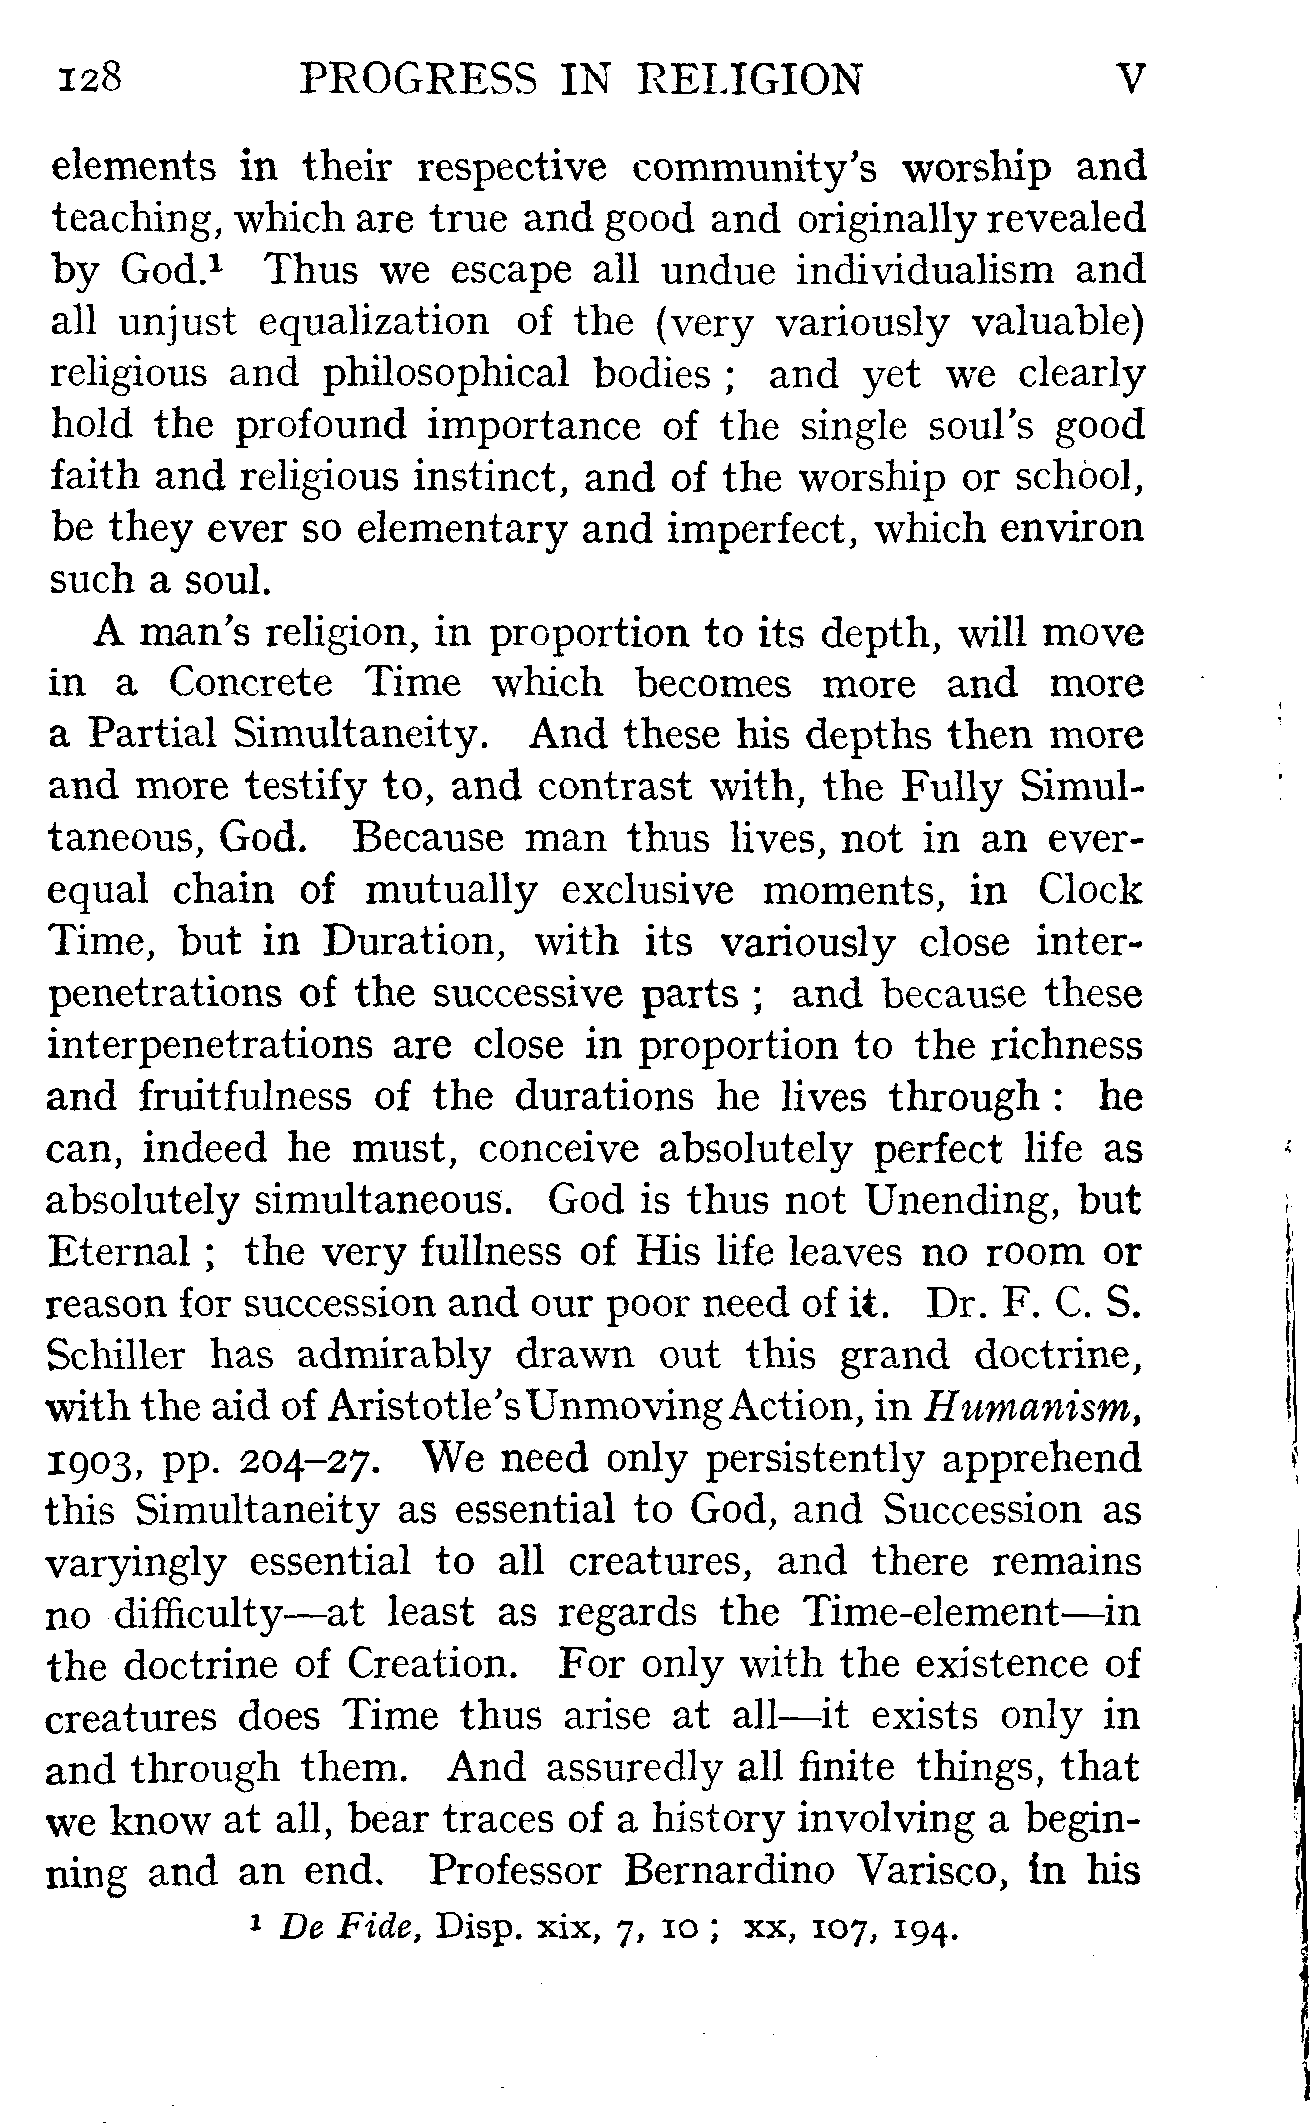 128 PROGRESS IN RELIGION V
elements in their respective community's worship and
teaching, which are true and good and originally revealed
by God.¹ Thus we escape all undue individualism and
all unjust equalization of the (very variously valuable)
religious and philosophical bodies ; and yet we clearly
hold the profound importance of the single soul's good
faith and religious instinct, and of the worship or school,
be they ever so elementary and imperfect, which environ
such a soul.
A man's religion, in proportion to its depth, will move
in a Concrete Time which becomes more and more
a Partial Simultaneity. And these his depths then more
and more testify to, and contrast with, the Fully Simul-
taneous, God. Because man thus lives, not in an ever-
equal chain of mutually exclusive moments, in Clock
Time, but in Duration, with its variously close inter-
penetrations of the successive parts ; and because these
interpenetrations are close in proportion to the richness
and fruitfulness of the durations he lives through : he
can, indeed he must, conceive absolutely perfect life as
absolutely simultaneous. God is thus not Unending, but
Eternal ; the very fullness of His life leaves no room or
reason for succession and our poor need of it. Dr. F. C. S.
Schiller has admirably drawn out this grand doctrine,
with the aid of Aristotle's Unmoving Action, in Humanism,
1903, pp. 204–27. We need only persistently apprehend
this Simultaneity as essential to God, and Succession as
varyingly essential to all creatures, and there remains
no difficulty—at least as regards the Time-element—in
the doctrine of Creation. For only with the existence of
creatures does Time thus arise at all—it exists only in
and through them. And assuredly all finite things, that
we know at all, bear traces of a history involving a begin-
ning and an end. Professor Bernardino Varisco, in his
¹ De Fide, Disp. xix, 7, 10 ; xx, 107, 194.